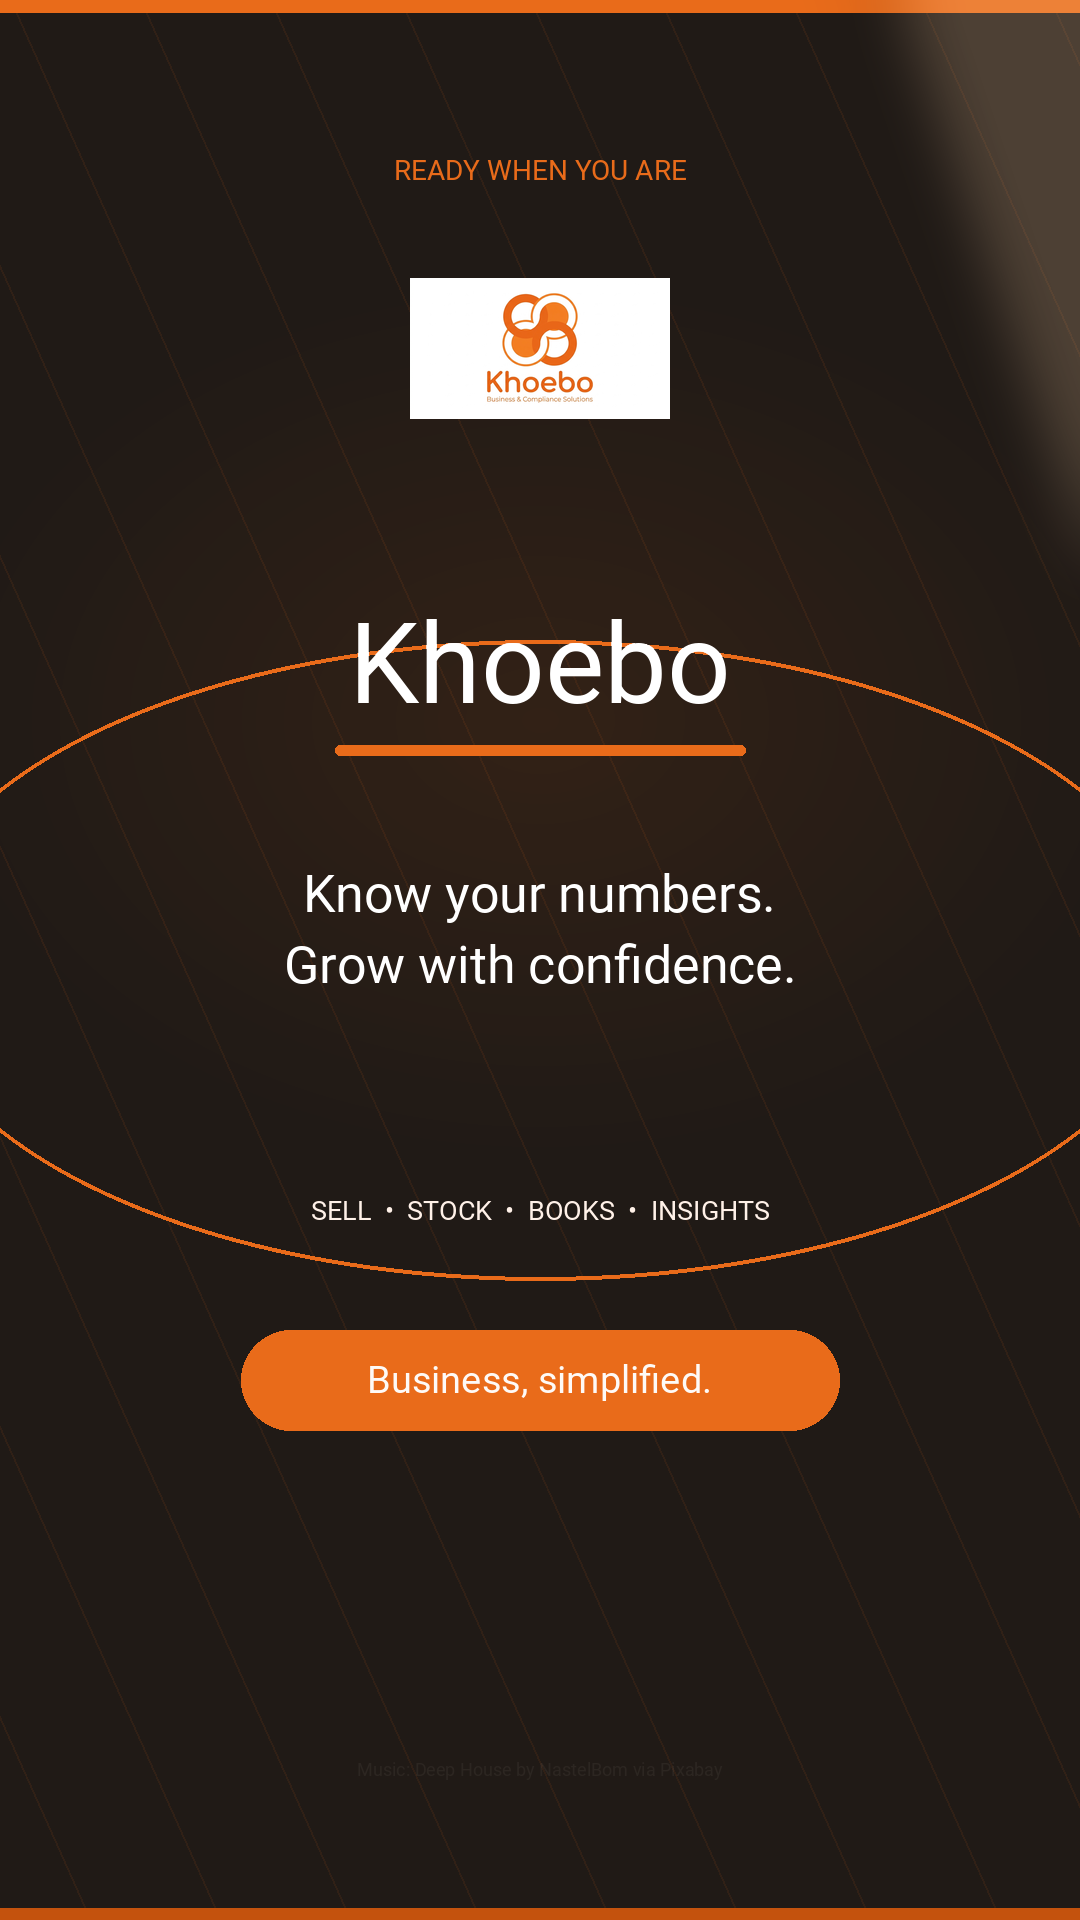 READY WHEN YOU ARE
Khoebo
Business & Compliance Solutions
Khoebo
Know your numbers.
Grow with confidence.
SELL • STOCK • BOOKS • INSIGHTS
Business, simplified.
Music: Deep House by NastelBom via Pixabay